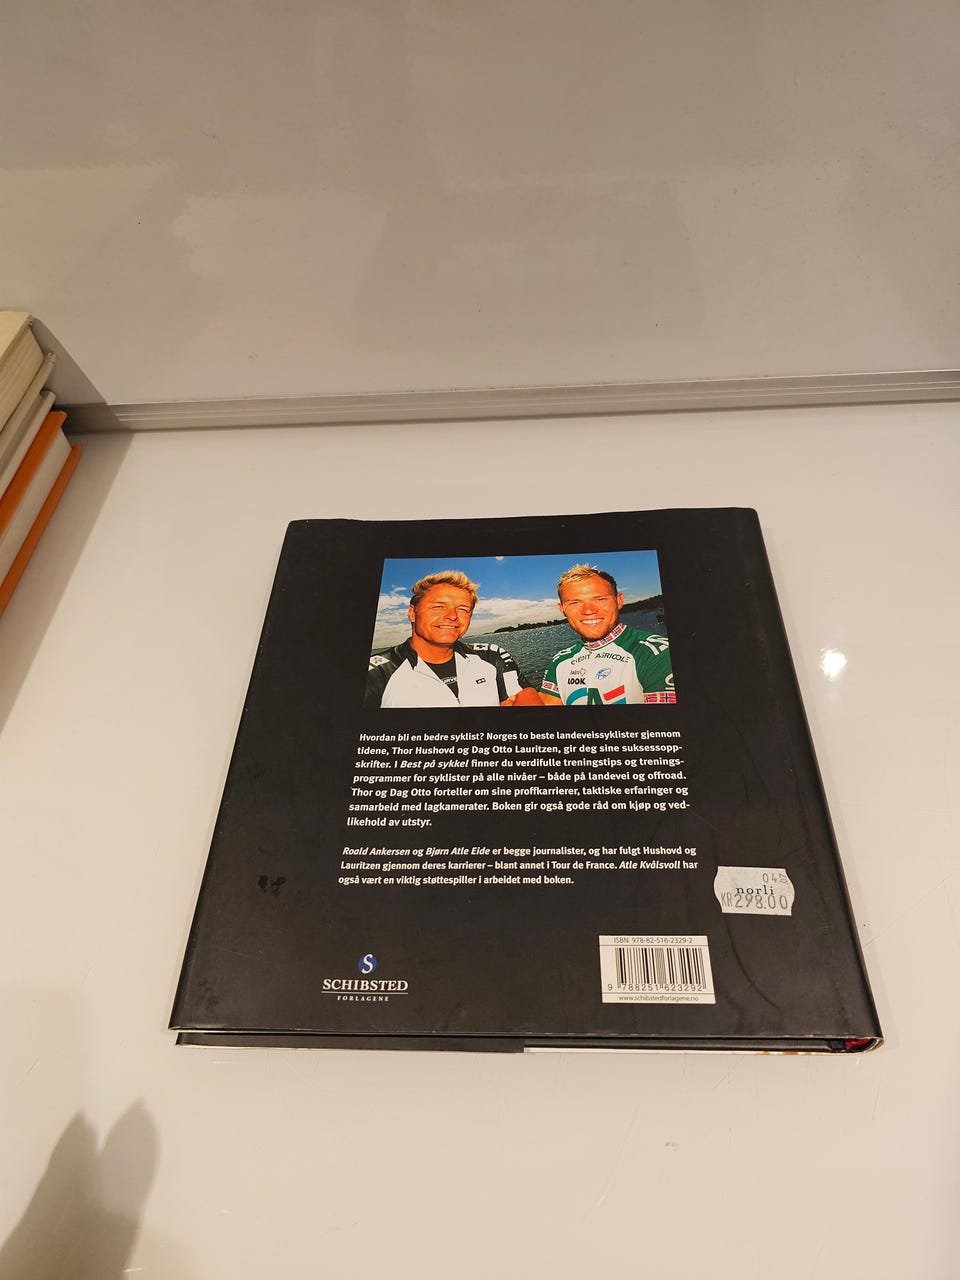 CREDIT AGRICOLE
LOOK
Hvordan bli en bedre syklist? Norges to beste landeveissyklister gjennom
tidene, Thor Hushovd og Dag Otto Lauritzen, gir deg sine suksessopp-
skrifter. I Best på sykkel finner du verdifulle treningstips og trenings-
programmer for syklister på alle nivåer – både på landevei og offroad.
Thor og Dag Otto forteller om sine proffkarrierer, taktiske erfaringer og
samarbeid med lagkamerater. Boken gir også gode råd om kjøp og ved-
likehold av utstyr.
Roald Ankersen og Bjørn Atle Eide er begge journalister, og har fulgt Hushovd og
Lauritzen gjennom deres karrierer – blant annet i Tour de France. Atle Kvålsvoll har
også vært en viktig støttespiller i arbeidet med boken.
045
norli
KR298.00
S
SCHIBSTED
FORLAGENE
ISBN 978-82-516-2329-2
9 788251 623292
www.schibstedforlagene.no